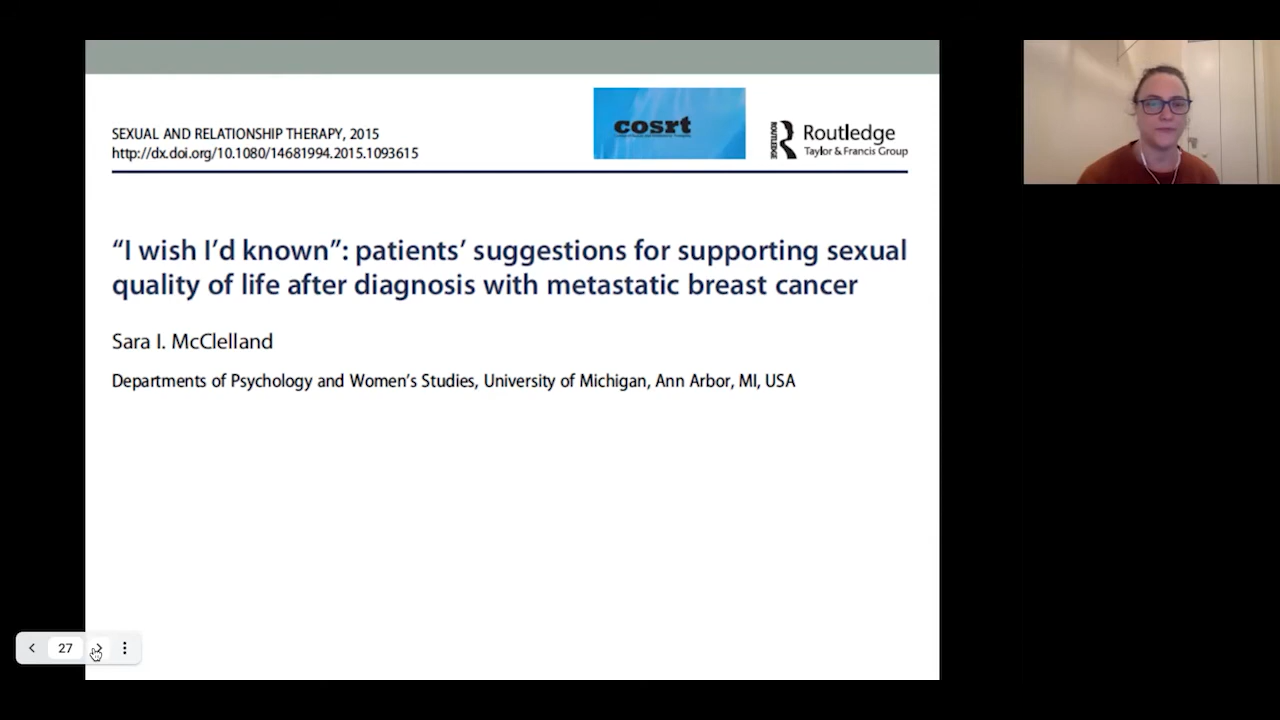 SEXUAL AND RELATIONSHIP THERAPY, 2015
http://dx.doi.org/10.1080/14681994.2015.1093615
cosrt
ROUTLEDGE
Routledge
Taylor & Francis Group
“I wish I’d known”: patients’ suggestions for supporting sexual
quality of life after diagnosis with metastatic breast cancer
Sara I. McClelland
Departments of Psychology and Women’s Studies, University of Michigan, Ann Arbor, MI, USA
27